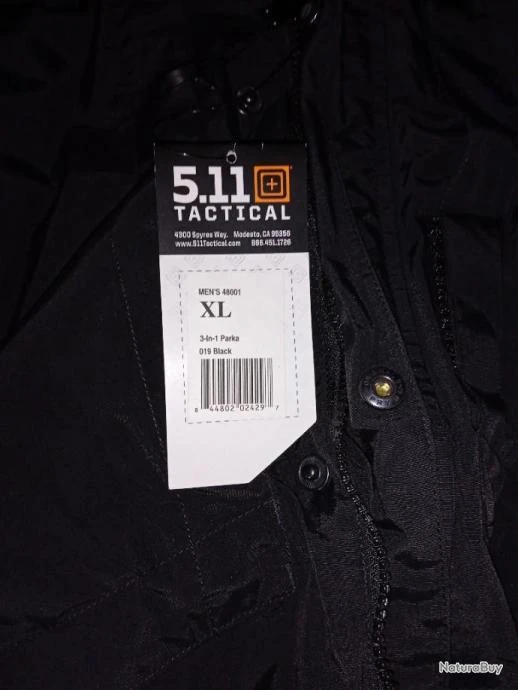 5.11
TACTICAL
4300 Spyres Way. Modesto, CA 95356
www.511Tactical.com 866.451.1726
MEN'S 48001
XL
3-In-1 Parka
019 Black
8 44802 02429 7
NaturaBuy